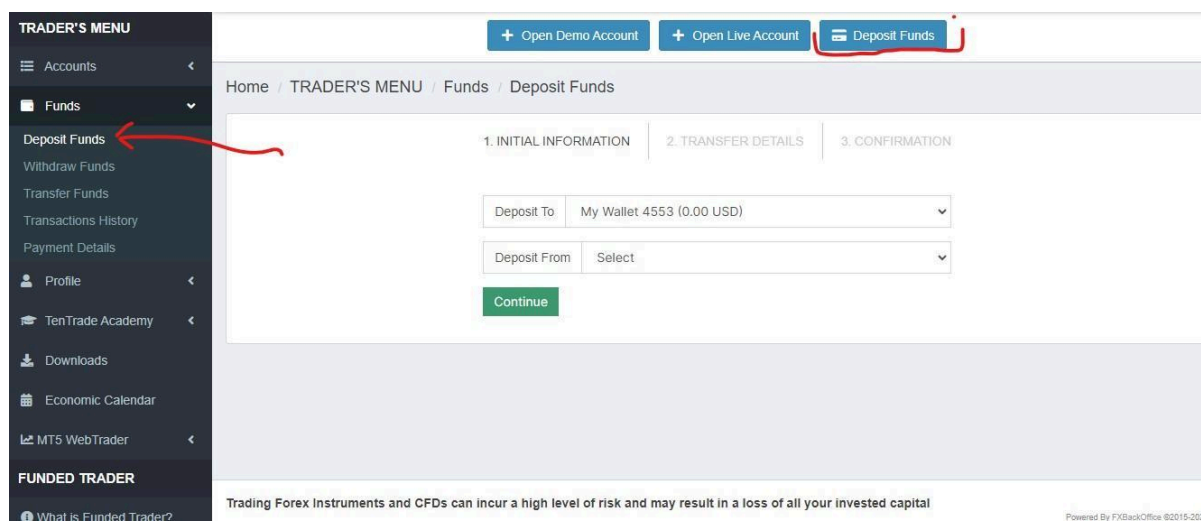 TRADER'S MENU
Accounts
Funds
Deposit Funds
Withdraw Funds
Transfer Funds
Transactions History
Payment Details
Profile
TenTrade Academy
Downloads
Economic Calendar
MT5 WebTrader
FUNDED TRADER
What is Funded Trader?
+ Open Demo Account + Open Live Account Deposit Funds
Home / TRADER'S MENU / Funds / Deposit Funds
1. INITIAL INFORMATION 2. TRANSFER DETAILS 3. CONFIRMATION
Deposit To My Wallet 4553 (0.00 USD)
Deposit From Select
Continue
Trading Forex Instruments and CFDs can incur a high level of risk and may result in a loss of all your invested capital
Powered By FXBackOffice